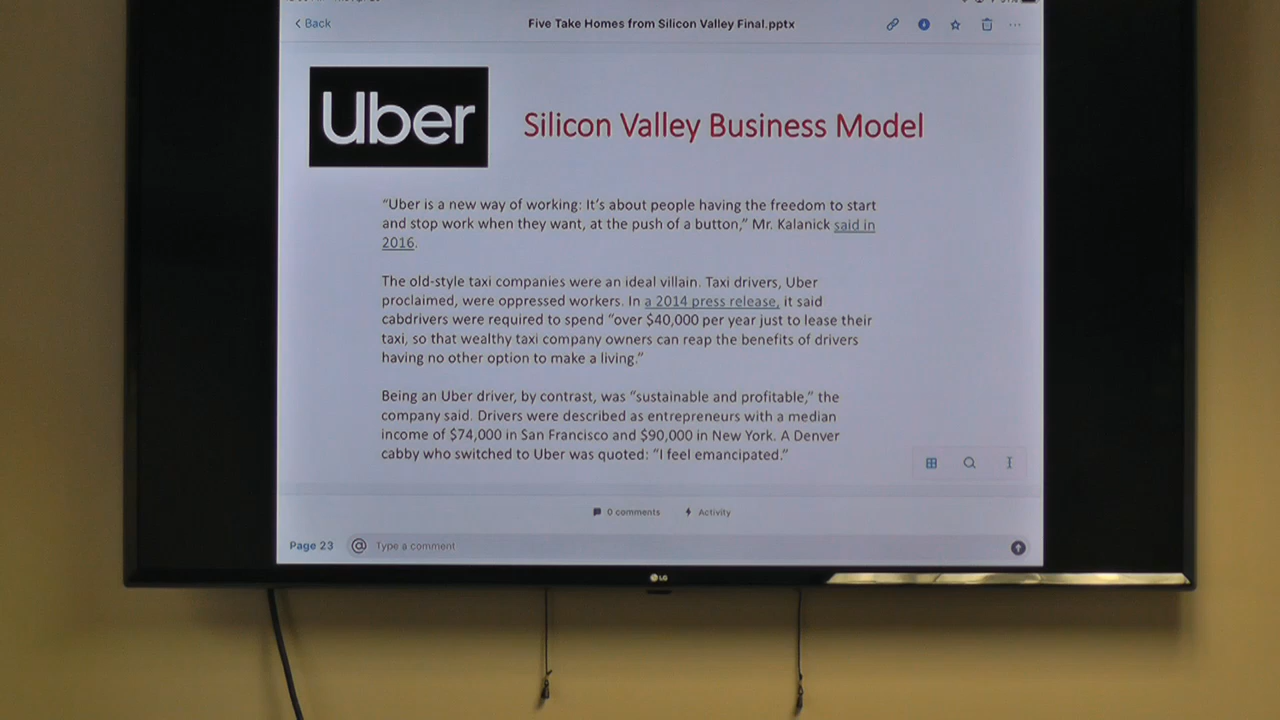 Back
Five Take Homes from Silicon Valley Final.pptx
Uber
Silicon Valley Business Model
“Uber is a new way of working: It’s about people having the freedom to start
and stop work when they want, at the push of a button,” Mr. Kalanick said in
2016.
The old-style taxi companies were an ideal villain. Taxi drivers, Uber
proclaimed, were oppressed workers. In a 2014 press release, it said
cabdrivers were required to spend “over $40,000 per year just to lease their
taxi, so that wealthy taxi company owners can reap the benefits of drivers
having no other option to make a living.”
Being an Uber driver, by contrast, was “sustainable and profitable,” the
company said. Drivers were described as entrepreneurs with a median
income of $74,000 in San Francisco and $90,000 in New York. A Denver
cabby who switched to Uber was quoted: “I feel emancipated.”
0 comments Activity
Page 23 @ Type a comment
LG